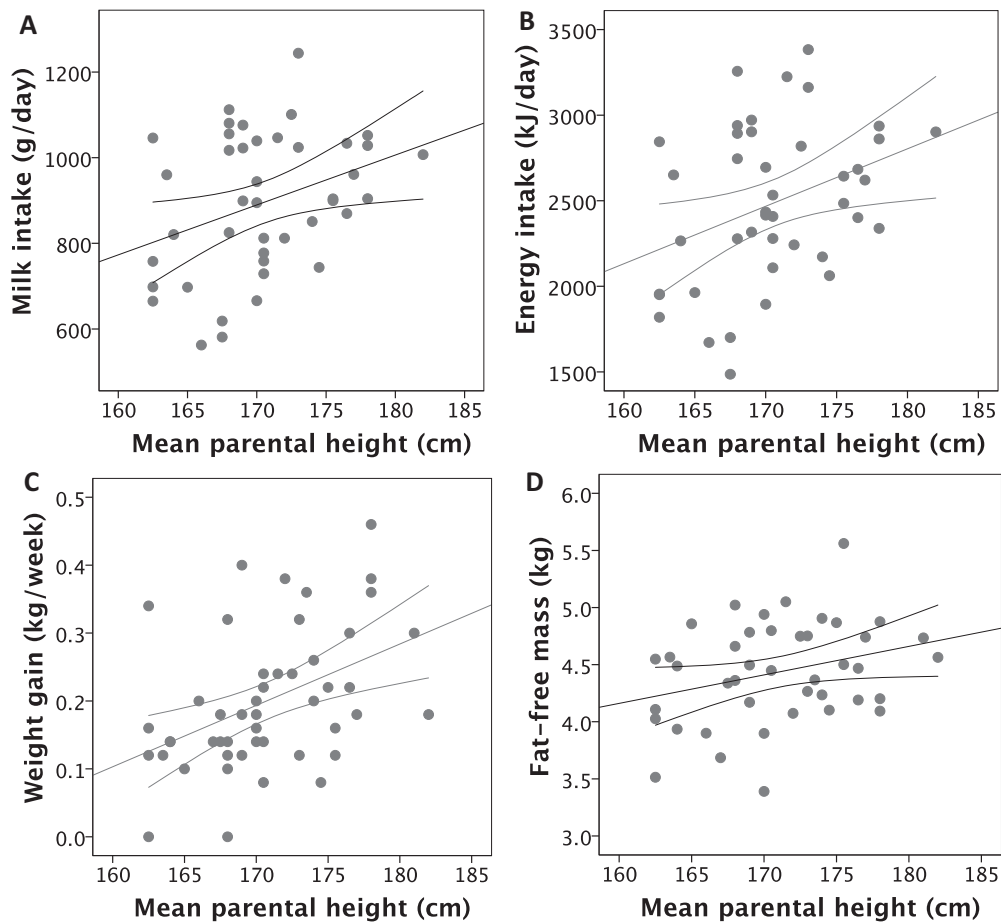 A
Milk intake (g/day)
1200
1000
800
600
160 165 170 175 180 185
Mean parental height (cm)
B
Energy intake (kJ/day)
3500
3000
2500
2000
1500
160 165 170 175 180 185
Mean parental height (cm)
C
Weight gain (kg/week)
0.5
0.4
0.3
0.2
0.1
0.0
160 165 170 175 180 185
Mean parental height (cm)
D
Fat-free mass (kg)
6.0
5.5
5.0
4.5
4.0
3.5
3.0
160 165 170 175 180 185
Mean parental height (cm)